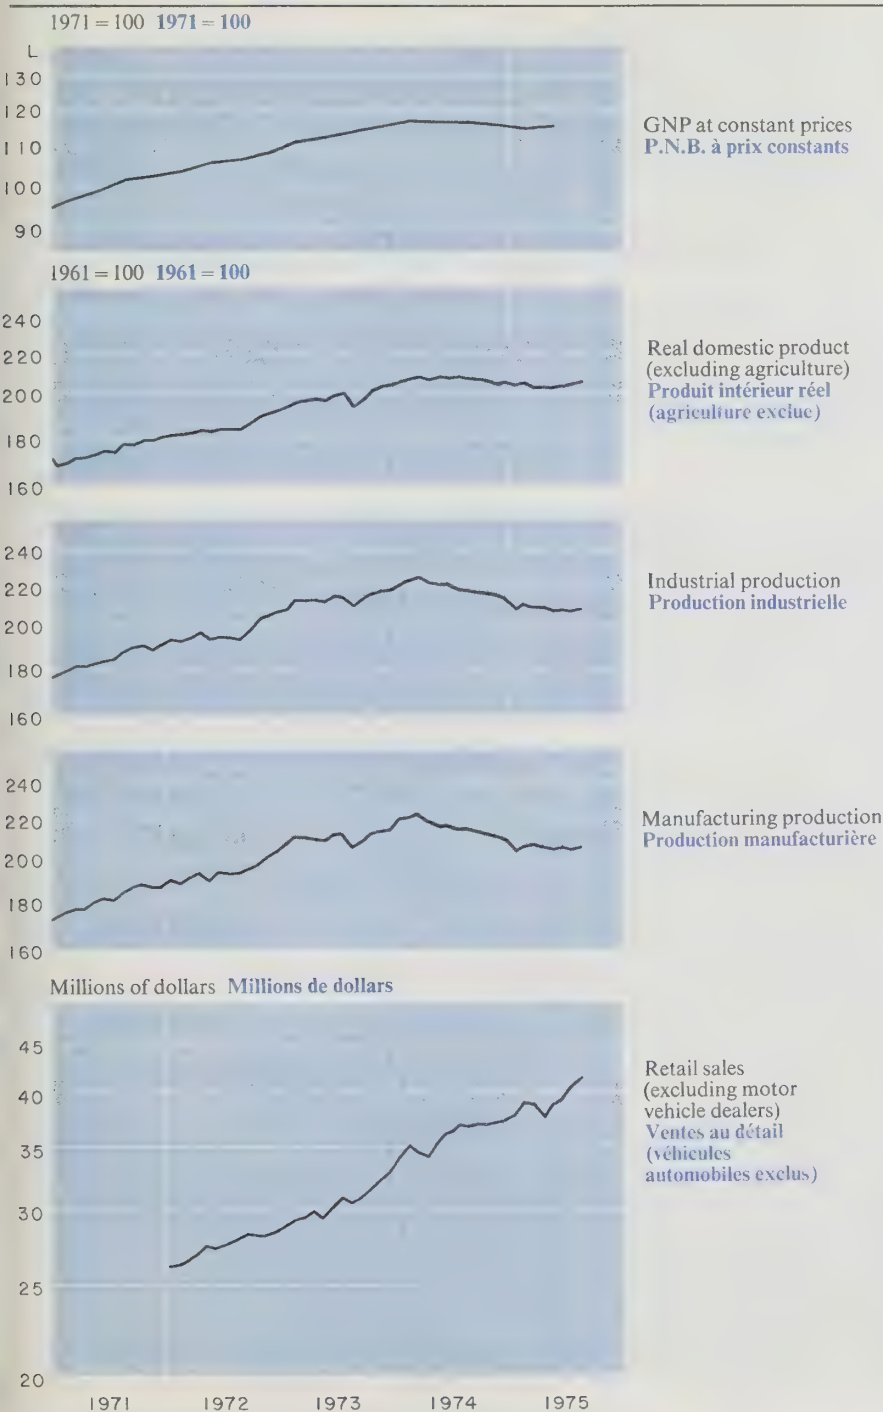 1971 = 100 1971 = 100
L
130
120
110
100
90
GNP at constant prices
P.N.B. à prix constants
1961 = 100 1961 = 100
240
220
200
180
160
Real domestic product
(excluding agriculture)
Produit intérieur réel
(agriculture exclue)
240
220
200
180
160
Industrial production
Production industrielle
240
220
200
180
160
Manufacturing production
Production manufacturière
Millions of dollars Millions de dollars
45
40
35
30
25
20
Retail sales
(excluding motor
vehicle dealers)
Ventes au détail
(véhicules
automobiles exclus)
1971 1972 1973 1974 1975